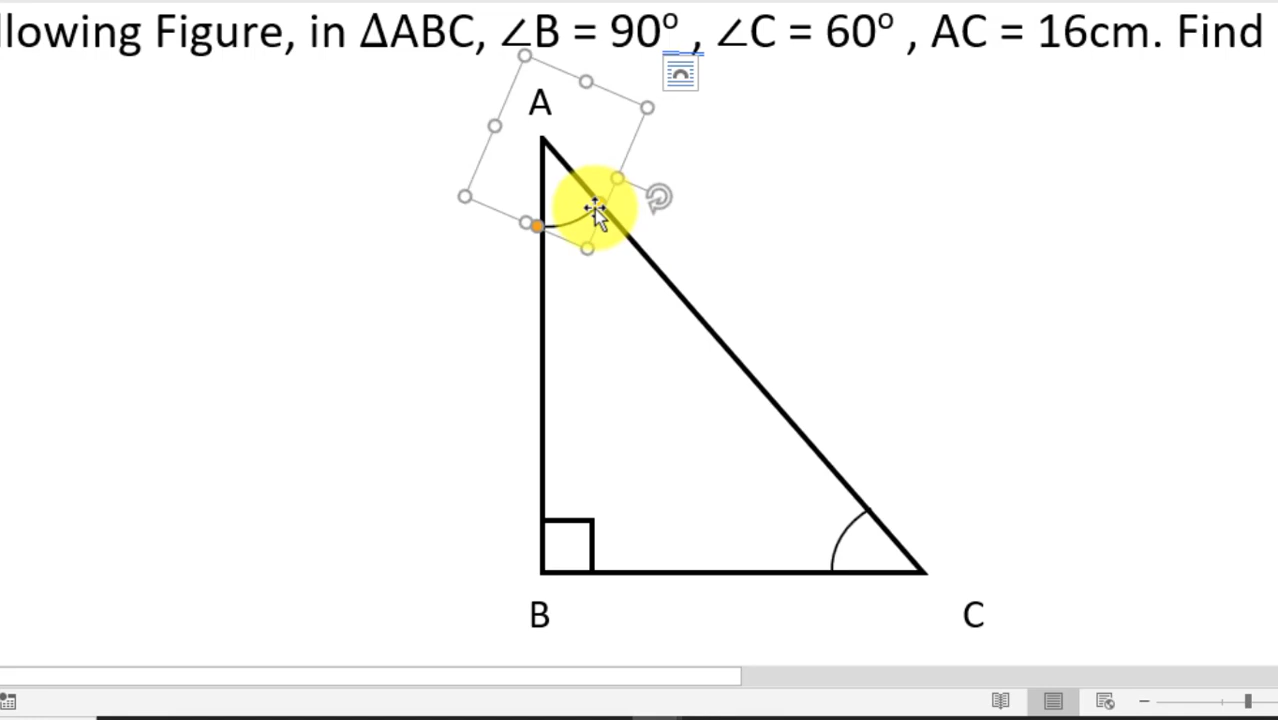 llowing Figure, in ΔABC, ∠B = 90º , ∠C = 60º , AC = 16cm. Find
A
B
C